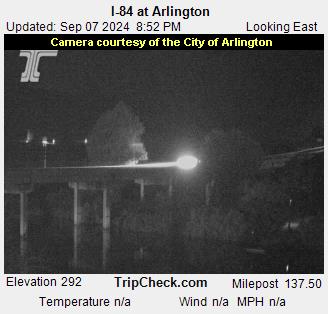 I-84 at Arlington
Updated: Sep 07 2024 8:52 PM Looking East
Camera courtesy of the City of Arlington
Elevation 292 TripCheck.com Milepost 137.50
Temperature n/a Wind n/a MPH n/a